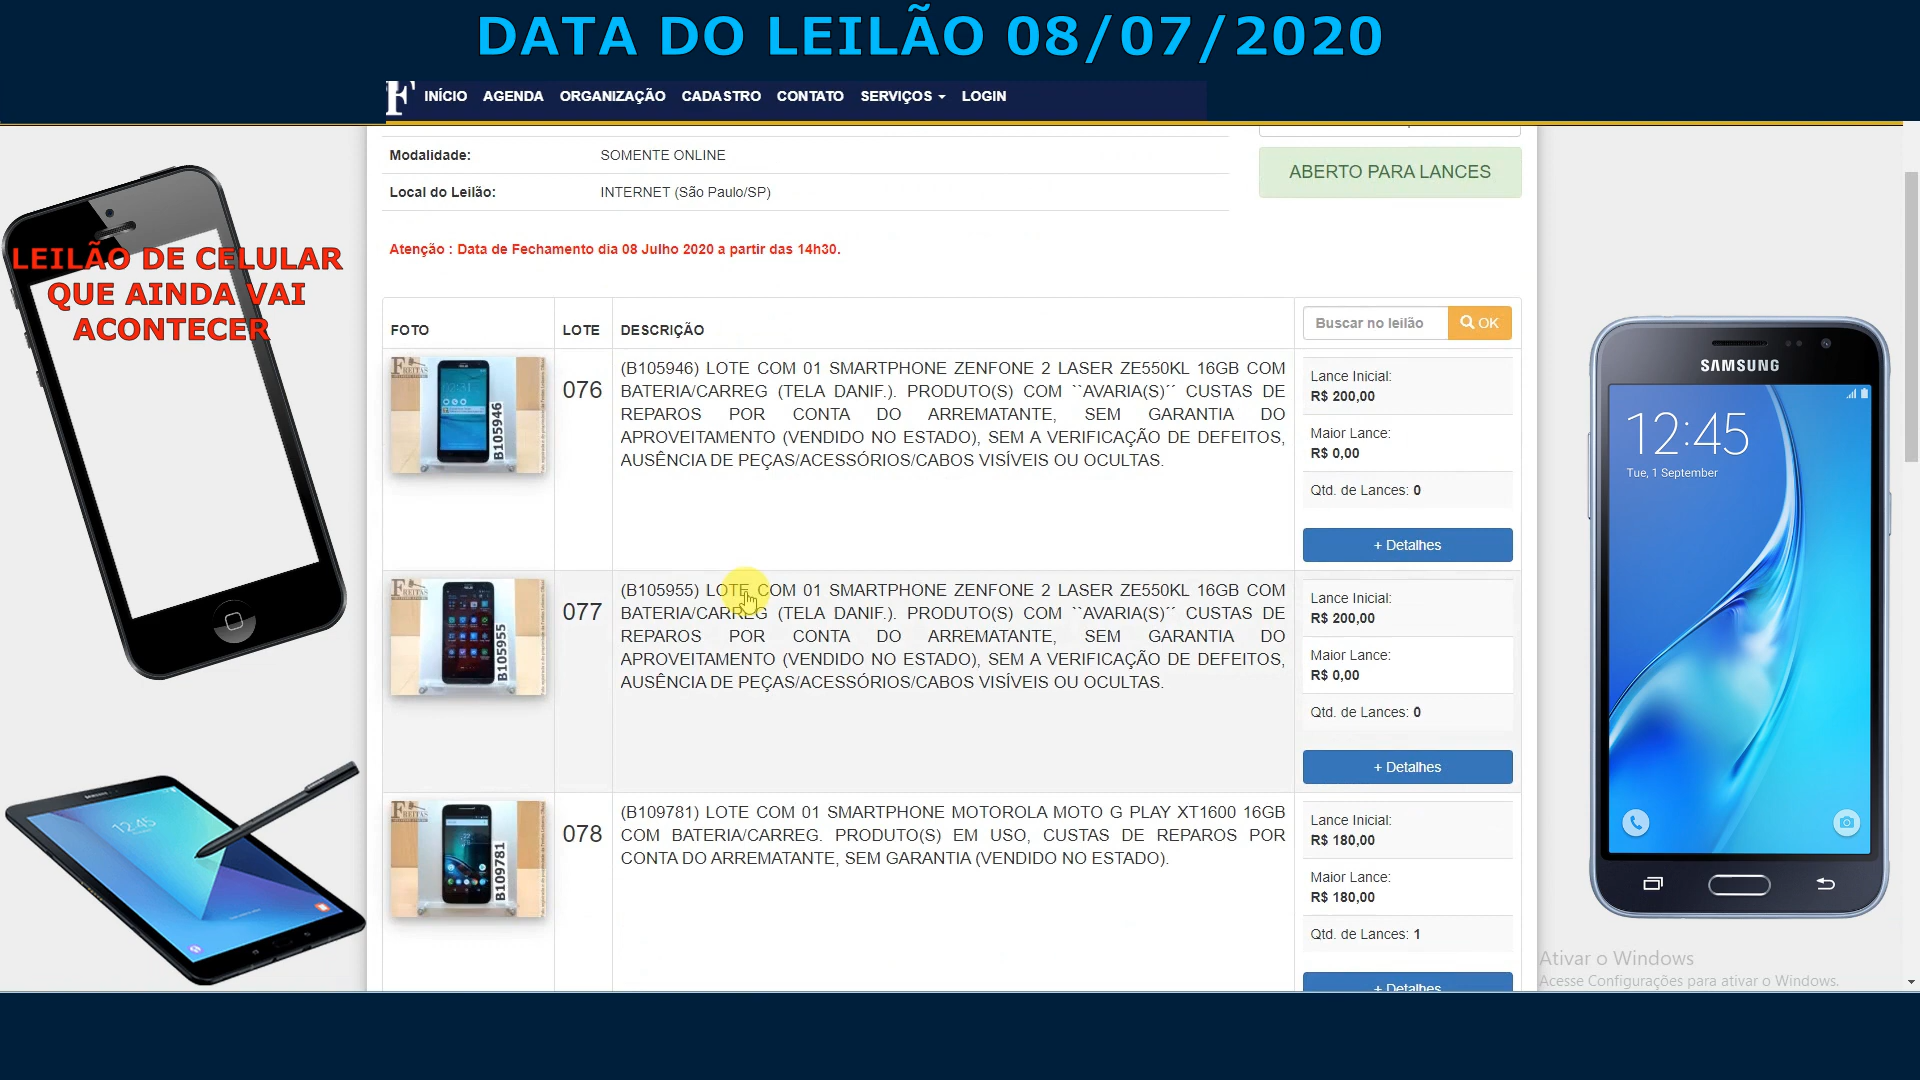 DATA DO LEILÃO 08/07/2020
F INÍCIO AGENDA ORGANIZAÇÃO CADASTRO CONTATO SERVIÇOS LOGIN
Modalidade: SOMENTE ONLINE
ABERTO PARA LANCES
Local do Leilão: INTERNET (São Paulo/SP)
Atenção : Data de Fechamento dia 08 Julho 2020 a partir das 14h30.
LEILÃO DE CELULAR
QUE AINDA VAI
ACONTECER
FOTO LOTE DESCRIÇÃO
Buscar no leilão OK
FREITAS
B105946
076
(B105946) LOTE COM 01 SMARTPHONE ZENFONE 2 LASER ZE550KL 16GB COM
BATERIA/CARREG (TELA DANIF.). PRODUTO(S) COM ``AVARIA(S)´´ CUSTAS DE
REPAROS POR CONTA DO ARREMATANTE, SEM GARANTIA DO
APROVEITAMENTO (VENDIDO NO ESTADO), SEM A VERIFICAÇÃO DE DEFEITOS,
AUSÊNCIA DE PEÇAS/ACESSÓRIOS/CABOS VISÍVEIS OU OCULTAS.
Lance Inicial:
R$ 200,00
Maior Lance:
R$ 0,00
Qtd. de Lances: 0
+ Detalhes
FREITAS
B105955
077
(B105955) LOTE COM 01 SMARTPHONE ZENFONE 2 LASER ZE550KL 16GB COM
BATERIA/CARREG (TELA DANIF.). PRODUTO(S) COM ``AVARIA(S)´´ CUSTAS DE
REPAROS POR CONTA DO ARREMATANTE, SEM GARANTIA DO
APROVEITAMENTO (VENDIDO NO ESTADO), SEM A VERIFICAÇÃO DE DEFEITOS,
AUSÊNCIA DE PEÇAS/ACESSÓRIOS/CABOS VISÍVEIS OU OCULTAS.
Lance Inicial:
R$ 200,00
Maior Lance:
R$ 0,00
Qtd. de Lances: 0
+ Detalhes
FREITAS
B109781
078
(B109781) LOTE COM 01 SMARTPHONE MOTOROLA MOTO G PLAY XT1600 16GB
COM BATERIA/CARREG. PRODUTO(S) EM USO, CUSTAS DE REPAROS POR
CONTA DO ARREMATANTE, SEM GARANTIA (VENDIDO NO ESTADO).
Lance Inicial:
R$ 180,00
Maior Lance:
R$ 180,00
Qtd. de Lances: 1
+ Detalhes
SAMSUNG
12:45
Tue, 1 September
SAMSUNG
12:45
Ativar o Windows
Acesse Configurações para ativar o Windows.